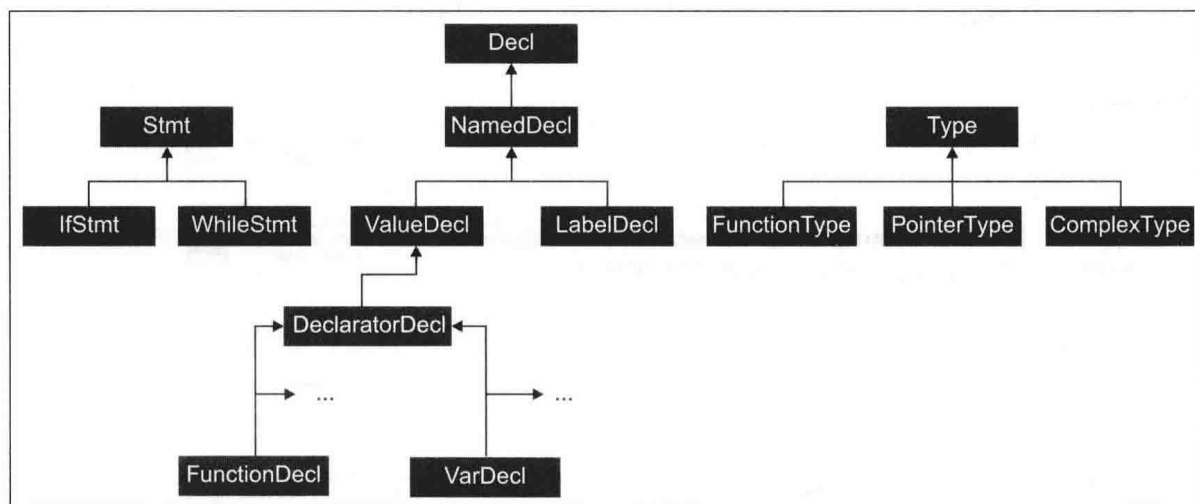 Decl
Stmt
NamedDecl
Type
IfStmt
WhileStmt
ValueDecl
LabelDecl
FunctionType
PointerType
ComplexType
DeclaratorDecl
...
...
FunctionDecl
VarDecl